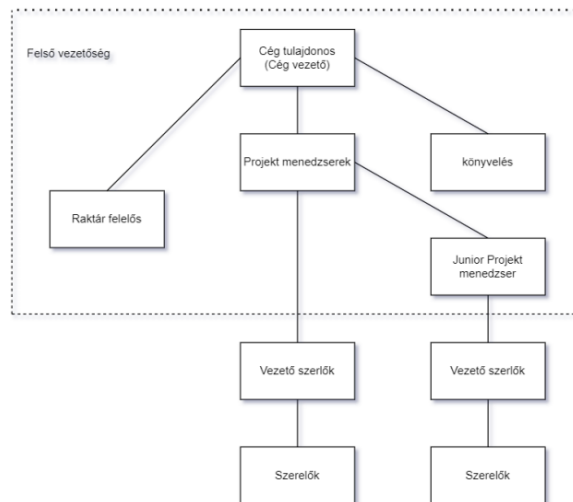 Felső vezetőség
Cég tulajdonos
(Cég vezető)
Projekt menedzserek
könyvelés
Raktár felelős
Junior Projekt
menedzser
Vezető szerlők
Vezető szerlők
Szerelők
Szerelők